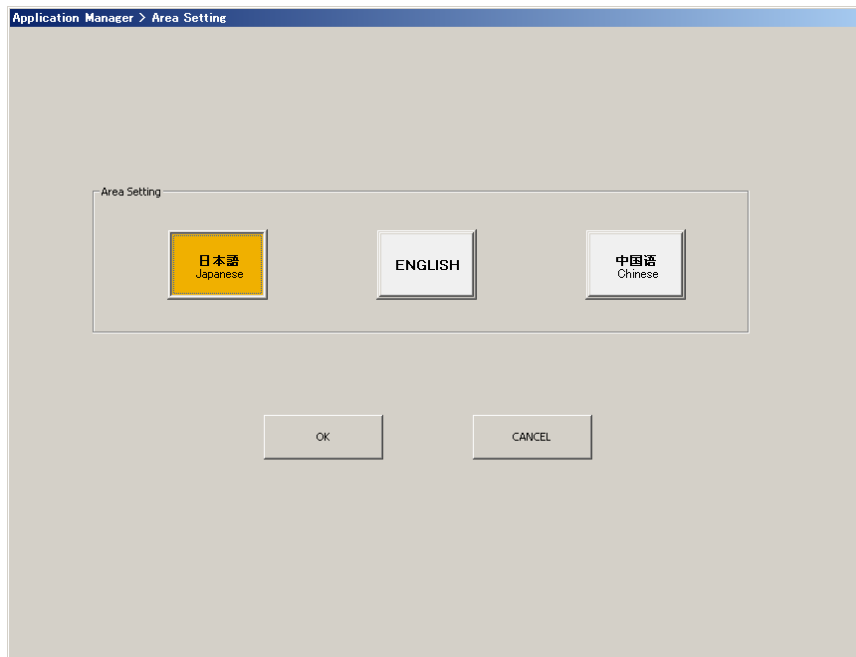 Application Manager > Area Setting
Area Setting
日本語
Japanese
ENGLISH
中国语
Chinese
OK
CANCEL